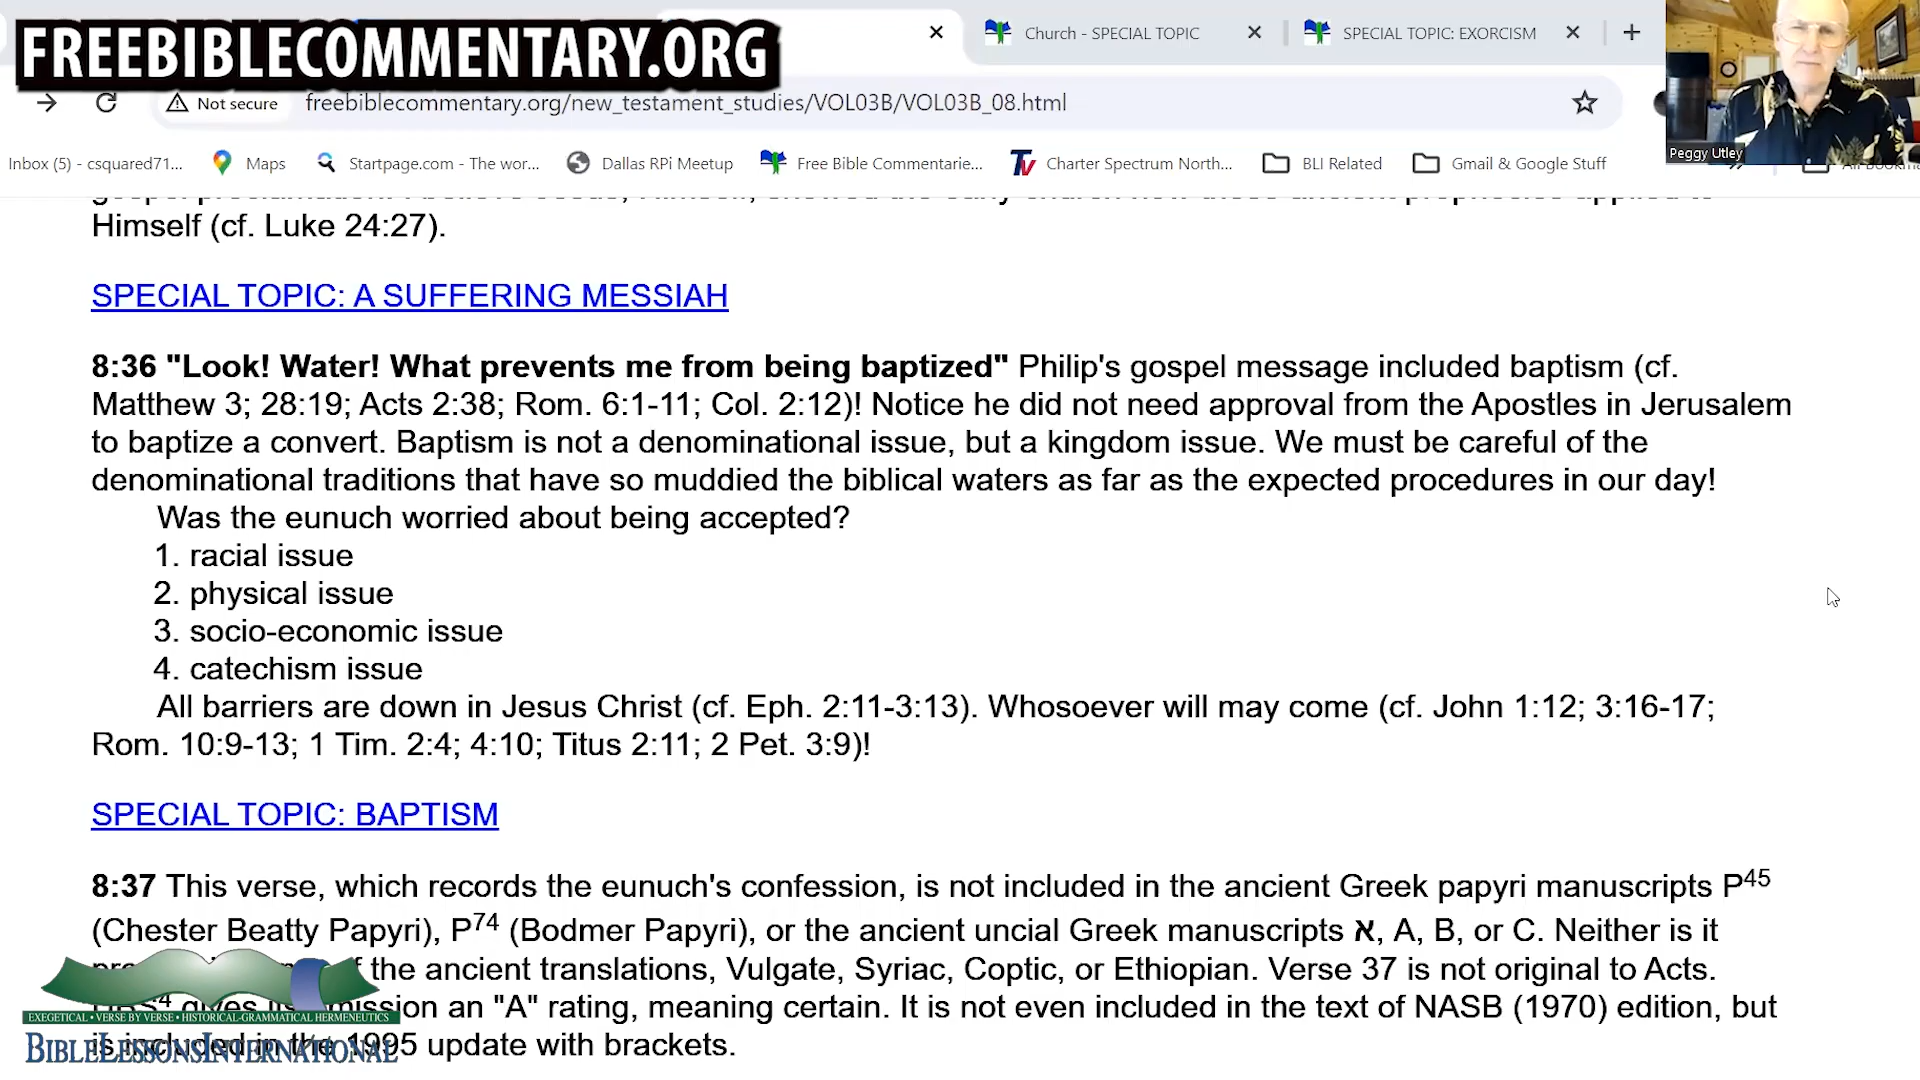 FREEBIBLECOMMENTARY.ORG
Church - SPECIAL TOPIC
SPECIAL TOPIC: EXORCISM
Not secure
freebiblecommentary.org/new_testament_studies/VOL03B/VOL03B_08.html
Peggy Utley
Inbox (5) - csquared71... Maps Startpage.com - The wor... Dallas RPi Meetup Free Bible Commentarie... Charter Spectrum North... BLI Related Gmail & Google Stuff
Himself (cf. Luke 24:27).
SPECIAL TOPIC: A SUFFERING MESSIAH
8:36 "Look! Water! What prevents me from being baptized" Philip's gospel message included baptism (cf.
Matthew 3; 28:19; Acts 2:38; Rom. 6:1-11; Col. 2:12)! Notice he did not need approval from the Apostles in Jerusalem
to baptize a convert. Baptism is not a denominational issue, but a kingdom issue. We must be careful of the
denominational traditions that have so muddied the biblical waters as far as the expected procedures in our day!
Was the eunuch worried about being accepted?
1. racial issue
2. physical issue
3. socio-economic issue
4. catechism issue
All barriers are down in Jesus Christ (cf. Eph. 2:11-3:13). Whosoever will may come (cf. John 1:12; 3:16-17;
Rom. 10:9-13; 1 Tim. 2:4; 4:10; Titus 2:11; 2 Pet. 3:9)!
SPECIAL TOPIC: BAPTISM
8:37 This verse, which records the eunuch's confession, is not included in the ancient Greek papyri manuscripts P45
(Chester Beatty Papyri), P74 (Bodmer Papyri), or the ancient uncial Greek manuscripts א, A, B, or C. Neither is it
the ancient translations, Vulgate, Syriac, Coptic, or Ethiopian. Verse 37 is not original to Acts.
gives an "A" rating, meaning certain. It is not even included in the text of NASB (1970) edition, but
is included in the 1995 update with brackets.
EXEGETICAL • VERSE BY VERSE • HISTORICAL-GRAMMATICAL HERMENEUTICS
BIBLELESSONSINTERNATIONAL